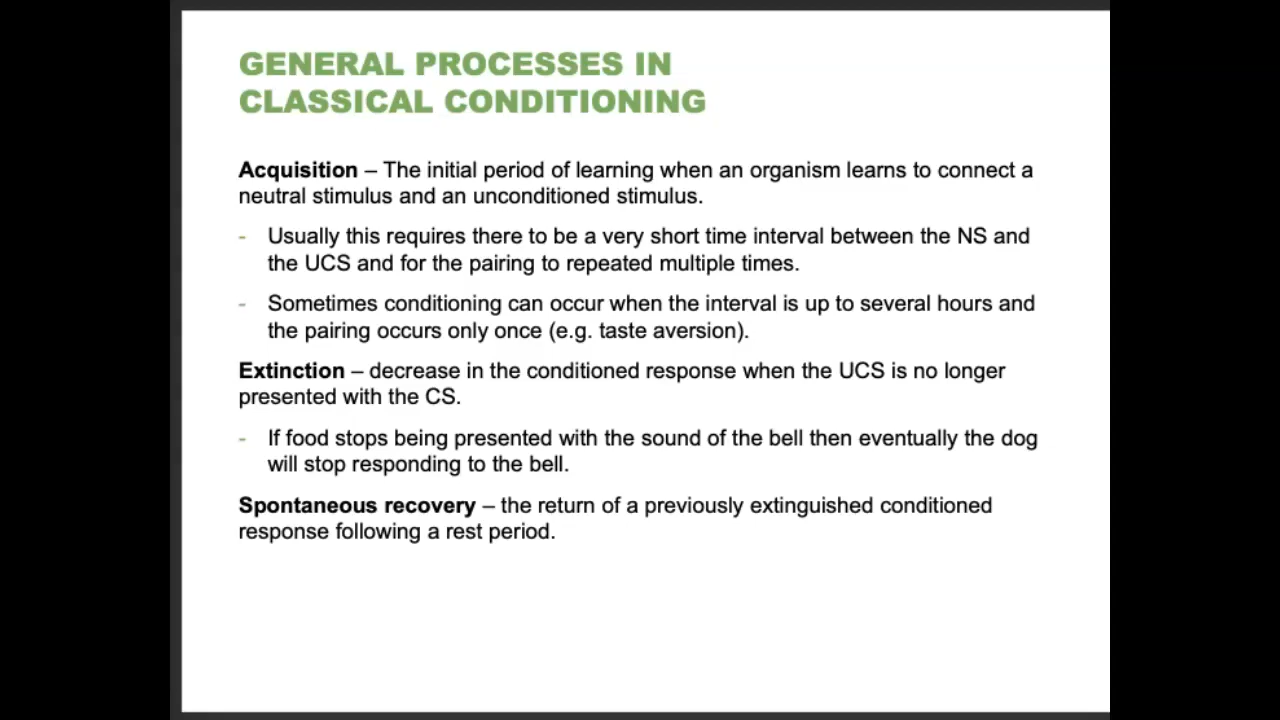 GENERAL PROCESSES IN
CLASSICAL CONDITIONING
Acquisition – The initial period of learning when an organism learns to connect a
neutral stimulus and an unconditioned stimulus.
- Usually this requires there to be a very short time interval between the NS and
the UCS and for the pairing to repeated multiple times.
- Sometimes conditioning can occur when the interval is up to several hours and
the pairing occurs only once (e.g. taste aversion).
Extinction – decrease in the conditioned response when the UCS is no longer
presented with the CS.
- If food stops being presented with the sound of the bell then eventually the dog
will stop responding to the bell.
Spontaneous recovery – the return of a previously extinguished conditioned
response following a rest period.